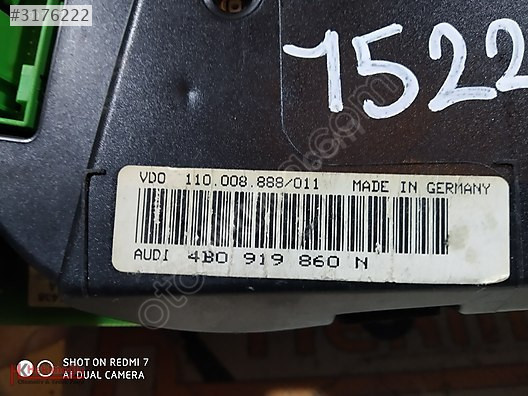 #3176222
1522
VDO 110.008.888/011 MADE IN GERMANY
AUDI 4B0 919 860 N
SHOT ON REDMI 7
AI DUAL CAMERA